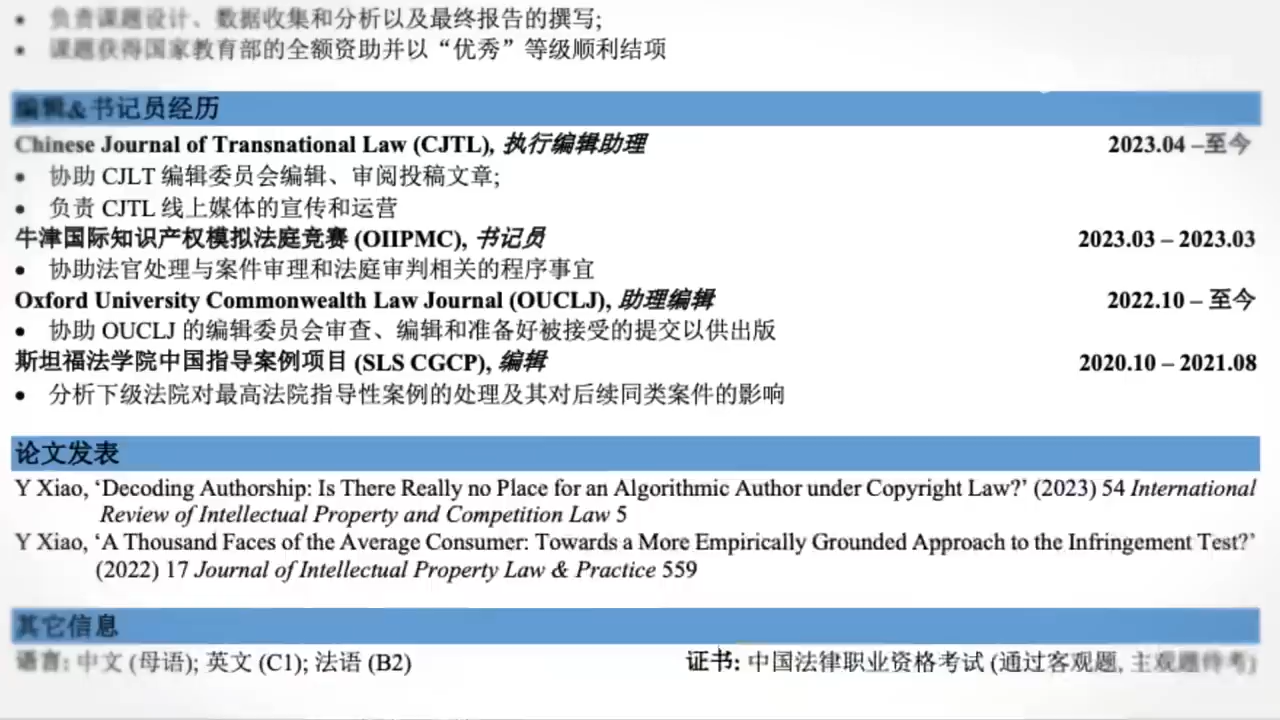 • 负责课题设计、数据收集和分析以及最终报告的撰写;
• 课题获得国家教育部的全额资助并以“优秀”等级顺利结项
编辑&书记员经历
Chinese Journal of Transnational Law (CJTL), 执行编辑助理 2023.04 –至今
• 协助 CJLT 编辑委员会编辑、审阅投稿文章;
• 负责 CJTL 线上媒体的宣传和运营
牛津国际知识产权模拟法庭竞赛 (OIIPMC), 书记员 2023.03 – 2023.03
• 协助法官处理与案件审理和法庭审判相关的程序事宜
Oxford University Commonwealth Law Journal (OUCLJ), 助理编辑 2022.10 – 至今
• 协助 OUCLJ 的编辑委员会审查、编辑和准备好被接受的提交以供出版
斯坦福法学院中国指导案例项目 (SLS CGCP), 编辑 2020.10 – 2021.08
• 分析下级法院对最高法院指导性案例的处理及其对后续同类案件的影响
论文发表
Y Xiao, ‘Decoding Authorship: Is There Really no Place for an Algorithmic Author under Copyright Law?’ (2023) 54 International
Review of Intellectual Property and Competition Law 5
Y Xiao, ‘A Thousand Faces of the Average Consumer: Towards a More Empirically Grounded Approach to the Infringement Test?’
(2022) 17 Journal of Intellectual Property Law & Practice 559
其它信息
语言: 中文 (母语); 英文 (C1); 法语 (B2) 证书: 中国法律职业资格考试 (通过客观题, 主观题待考)